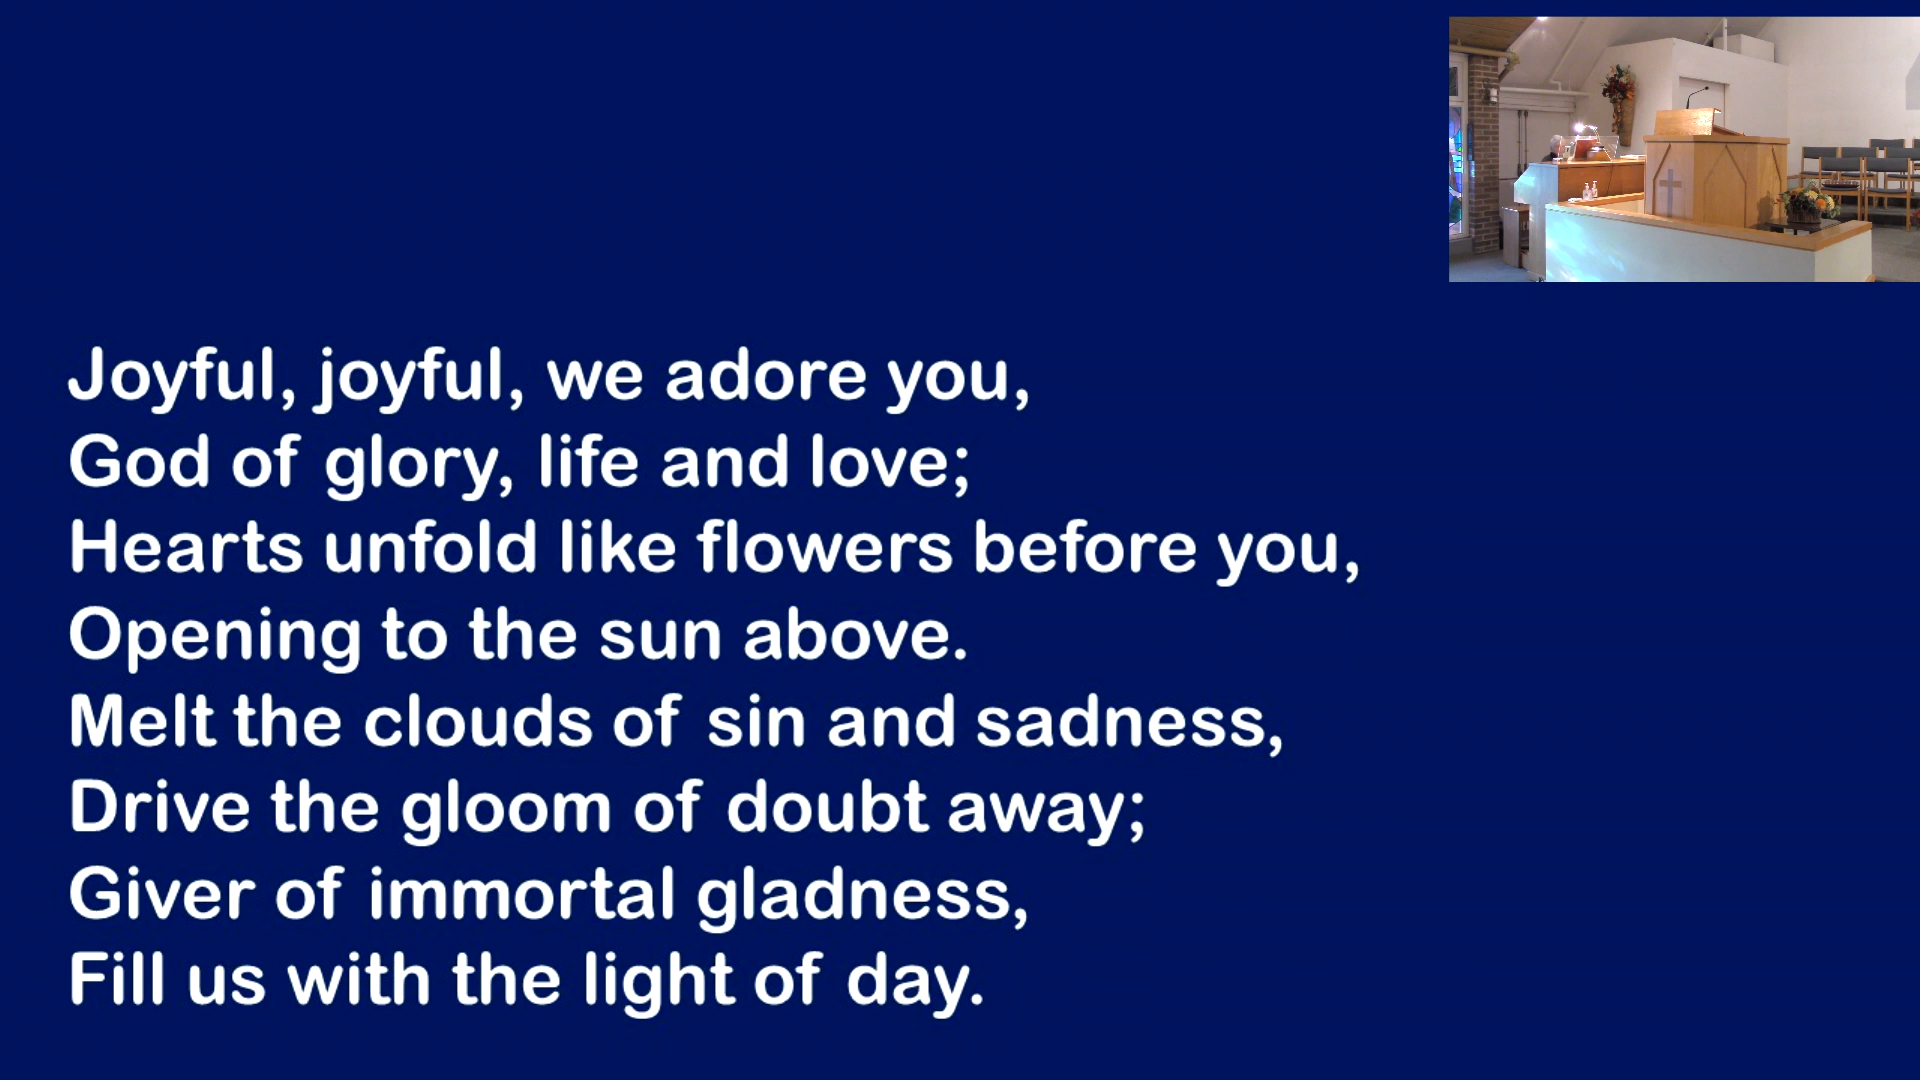 Joyful, joyful, we adore you,
God of glory, life and love;
Hearts unfold like flowers before you,
Opening to the sun above.
Melt the clouds of sin and sadness,
Drive the gloom of doubt away;
Giver of immortal gladness,
Fill us with the light of day.